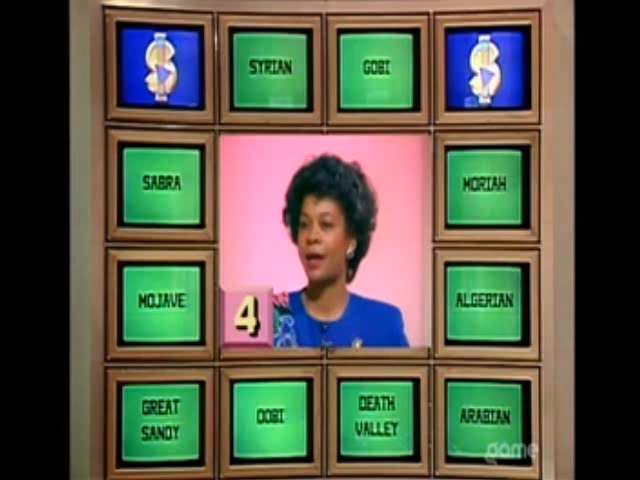 $
SYRIAN
GOBI
$
SABRA
MORIAH
MOJAVE
4
ALGERIAN
GREAT
SANDY
OOBI
DEATH
VALLEY
ARABIAN
game